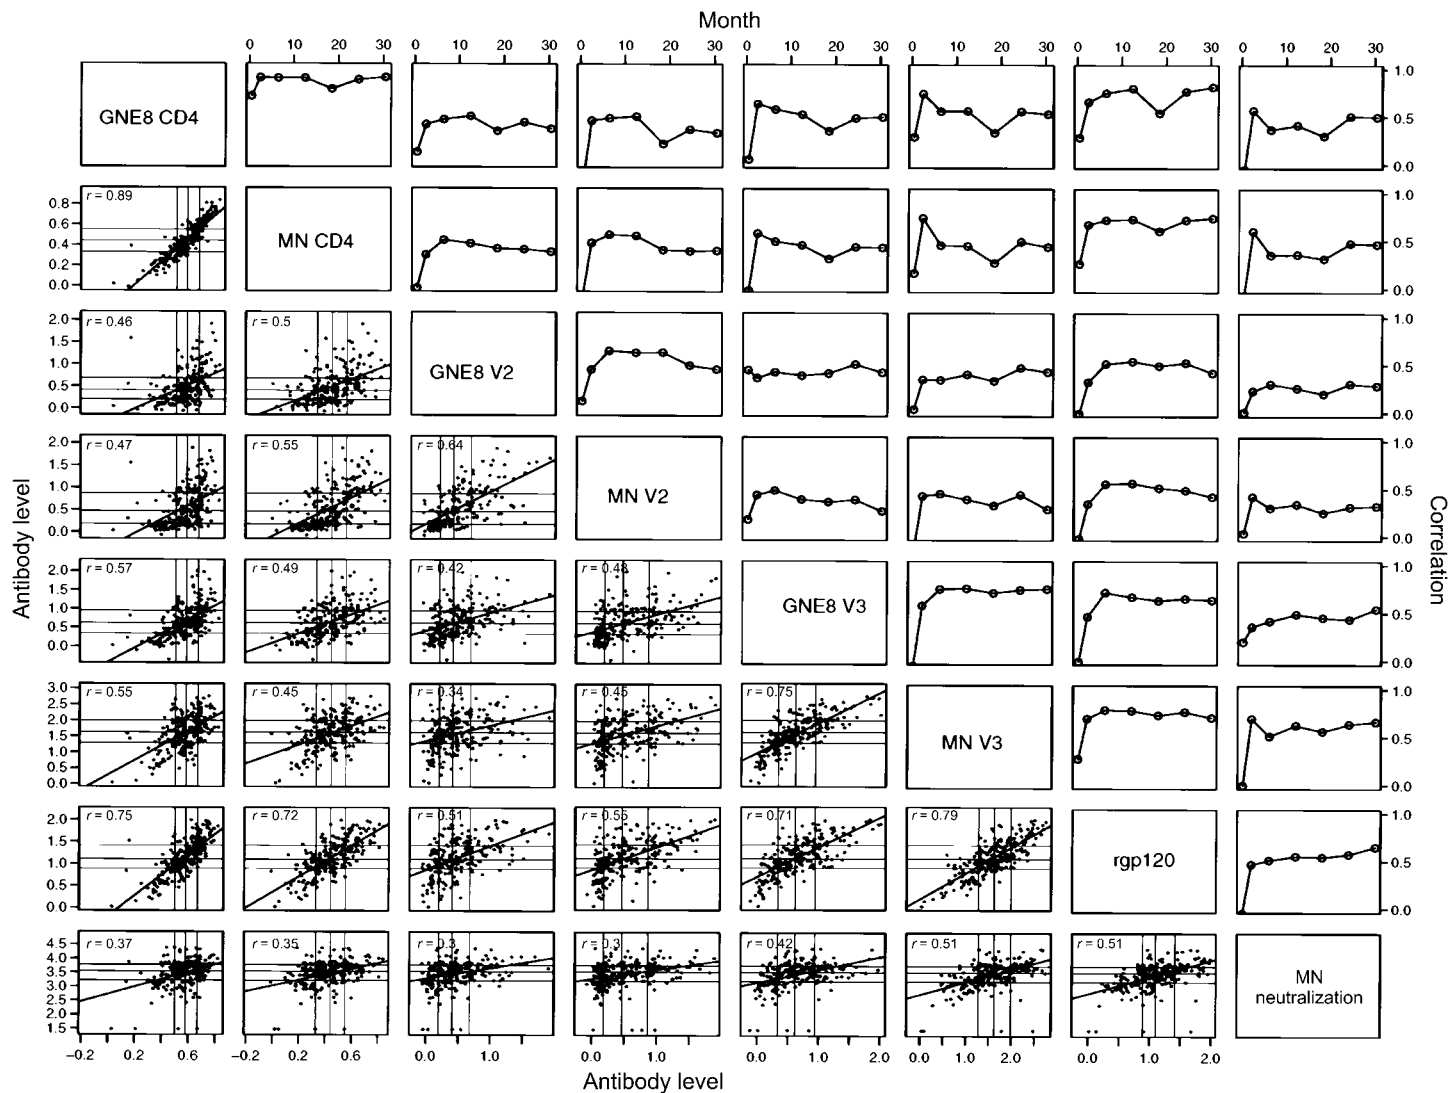 Month
0 10 20 30 0 10 20 30 0 10 20 30 0 10 20 30
0 10 20 30 0 10 20 30 0 10 20 30
GNE8 CD4
1.0
0.5
0.0
r = 0.89
MN CD4
0.8
0.6
0.4
0.2
0.0
1.0
0.5
0.0
r = 0.46
r = 0.5
GNE8 V2
2.0
1.5
1.0
0.5
0.0
1.0
0.5
0.0
r = 0.47
r = 0.55
r = 0.64
MN V2
2.0
1.5
1.0
0.5
0.0
1.0
0.5
0.0
Antibody level
Correlation
r = 0.57
r = 0.49
r = 0.42
r = 0.48
GNE8 V3
2.0
1.5
1.0
0.5
0.0
1.0
0.5
0.0
r = 0.55
r = 0.45
r = 0.34
r = 0.45
r = 0.75
MN V3
3.0
2.5
2.0
1.5
1.0
0.5
0.0
1.0
0.5
0.0
r = 0.75
r = 0.72
r = 0.51
r = 0.55
r = 0.71
r = 0.79
rgp120
2.0
1.5
1.0
0.5
0.0
1.0
0.5
0.0
r = 0.37
r = 0.35
r = 0.3
r = 0.3
r = 0.42
r = 0.51
r = 0.51
MN
neutralization
4.5
4.0
3.5
3.0
2.5
2.0
1.5
−0.2 0.2 0.6 −0.2 0.2 0.6 0.0 1.0 0.0 1.0 0.0 1.0 2.0 0.0 1.0 2.0 0.0 1.0 2.0
Antibody level